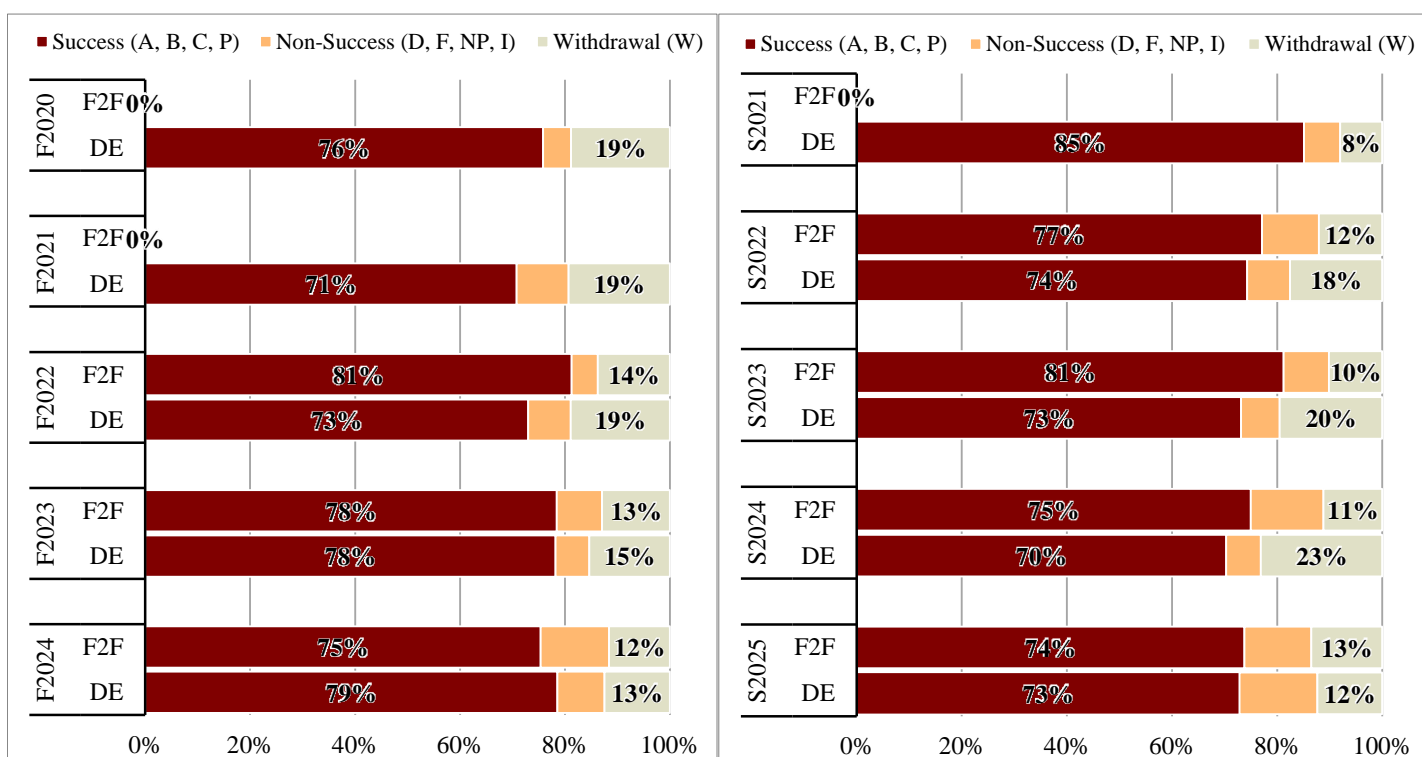 Success (A, B, C, P) Non-Success (D, F, NP, I) Withdrawal (W)
F2020
F2F 0%
DE 76% 19%
F2021
F2F 0%
DE 71% 19%
F2022
F2F 81% 14%
DE 73% 19%
F2023
F2F 78% 13%
DE 78% 15%
F2024
F2F 75% 12%
DE 79% 13%
0% 20% 40% 60% 80% 100%
Success (A, B, C, P) Non-Success (D, F, NP, I) Withdrawal (W)
S2021
F2F 0%
DE 85% 8%
S2022
F2F 77% 12%
DE 74% 18%
S2023
F2F 81% 10%
DE 73% 20%
S2024
F2F 75% 11%
DE 70% 23%
S2025
F2F 74% 13%
DE 73% 12%
0% 20% 40% 60% 80% 100%